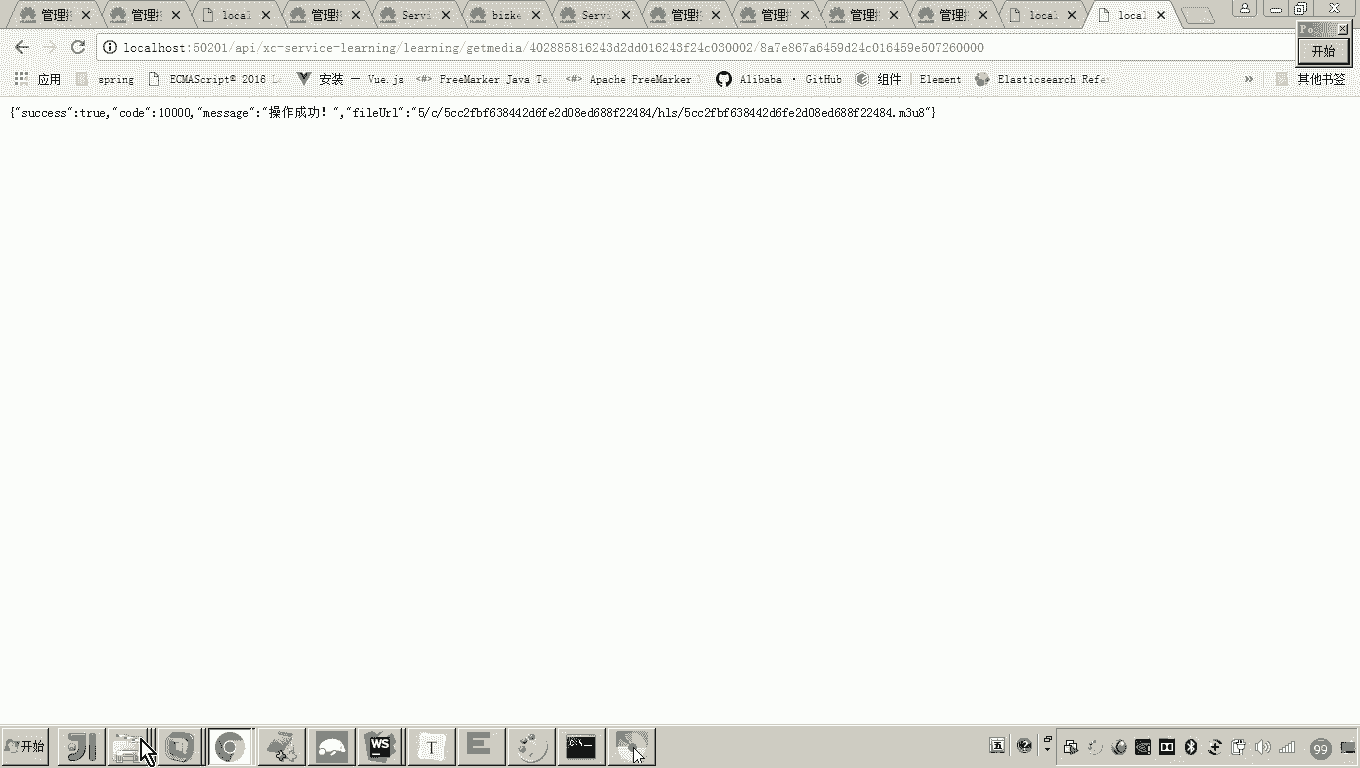 管理 管理 local 管理 Servi bizke Servi 管理 管理 管理 管理 local local
localhost:50201/api/xc-service-learning/learning/getmedia/402885816243d2dd016243f24c030002/8a7e867a6459d24c016459e507260000
开始
应用 spring ECMAScript® 2016 L 安装 — Vue.js FreeMarker Java Te Apache FreeMarker Alibaba · GitHub 组件 | Element Elasticsearch Refe » 其他书签
{"success":true,"code":10000,"message":"操作成功！","fileUrl":"5/c/5cc2fbf638442d6fe2d08ed688f22484/hls/5cc2fbf638442d6fe2d08ed688f22484.m3u8"}
开始 WS T E C:\ 五 99